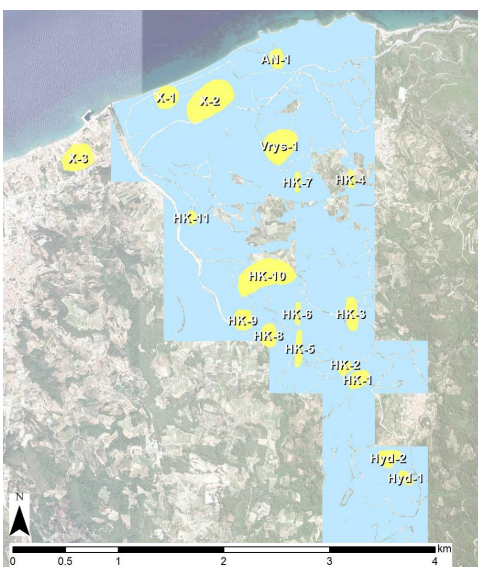 AN-1
X-1
X-2
Vrys-1
X-3
HK-7
HK-4
HK-11
HK-10
HK-6
HK-3
HK-9
HK-8
HK-5
HK-2
HK-1
Hyd-2
Hyd-1
N
km
0 0.5 1 2 3 4